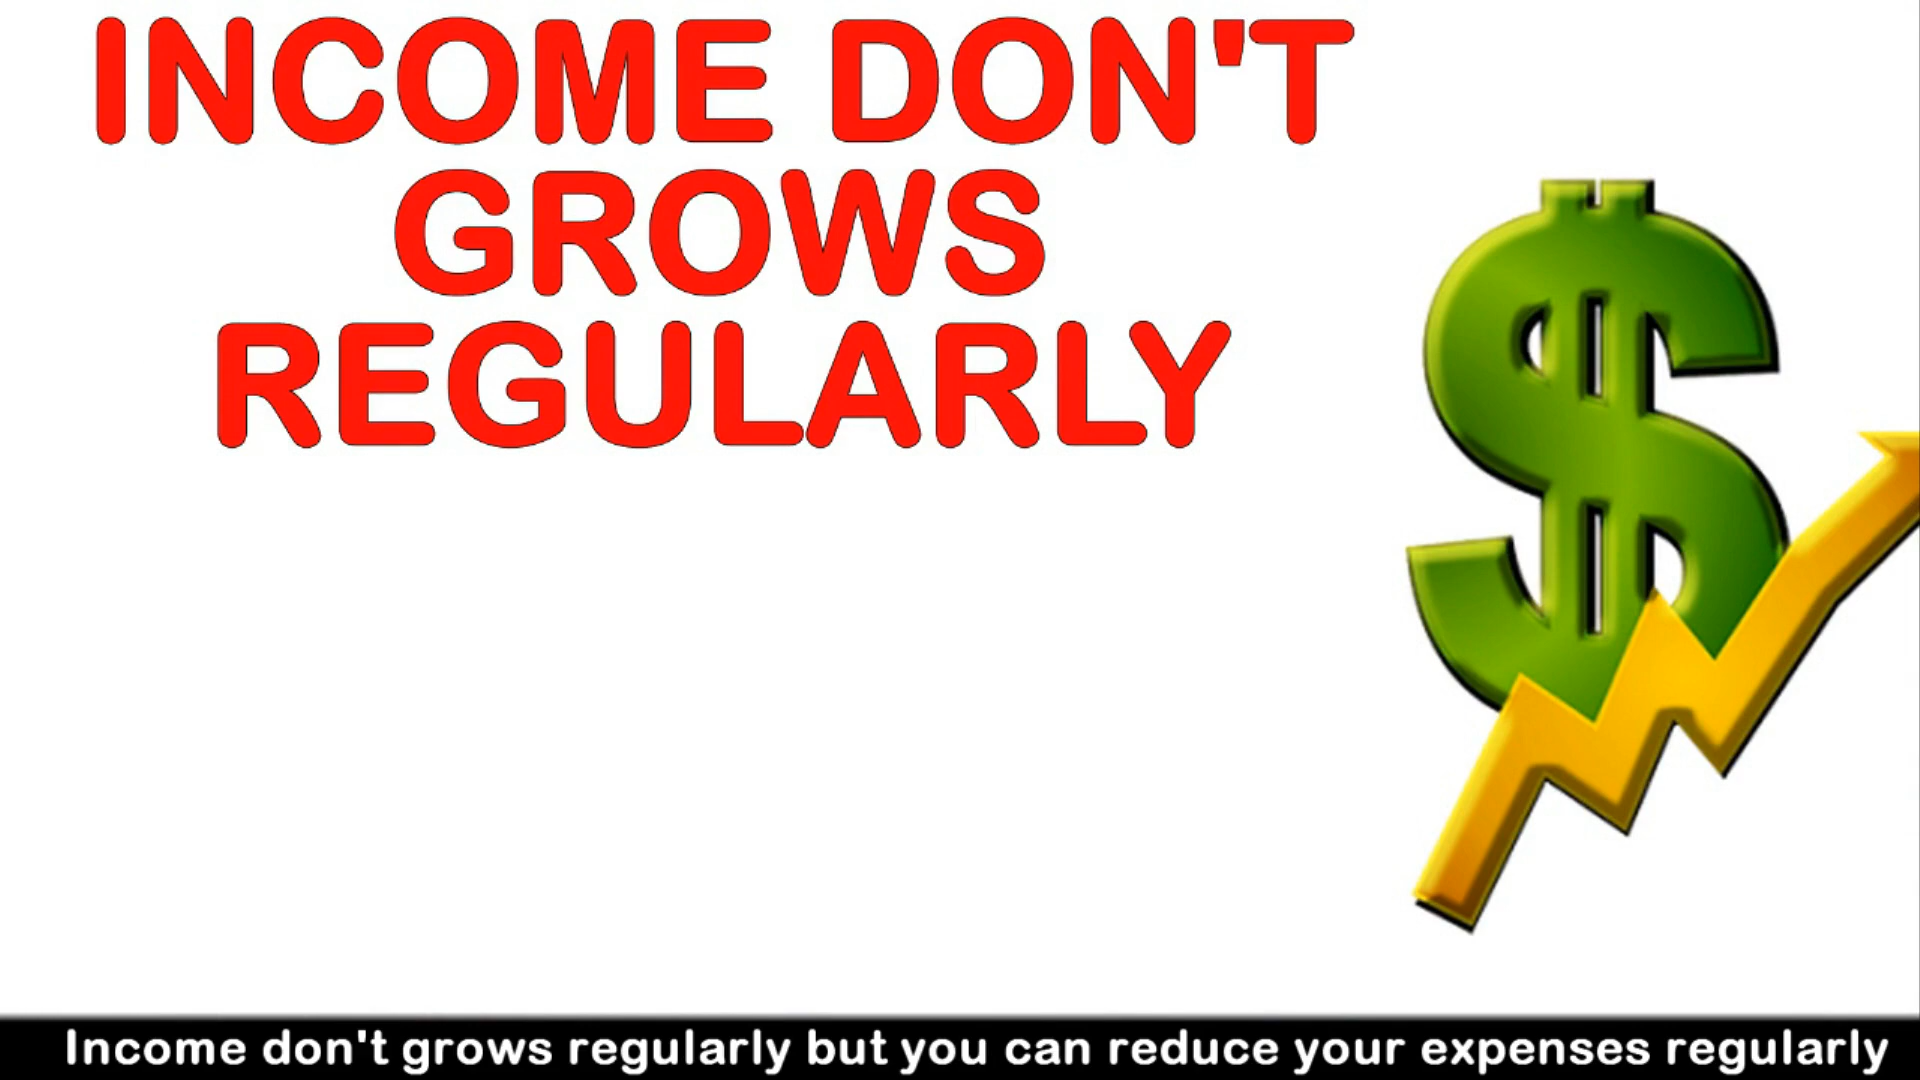 INCOME DON'T
GROWS
REGULARLY
Income don't grows regularly but you can reduce your expenses regularly